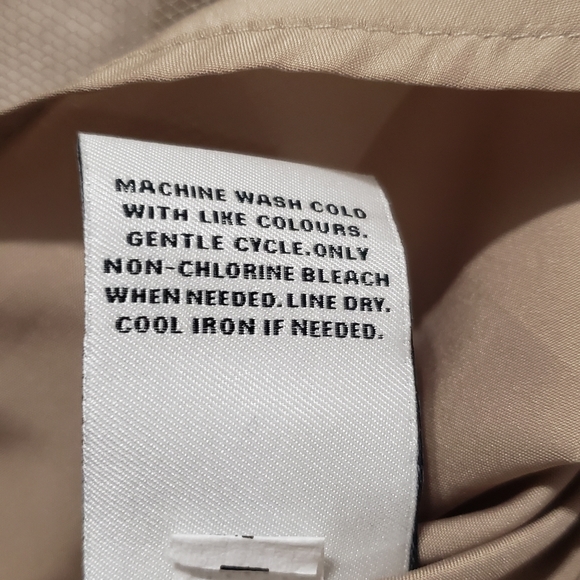 MACHINE WASH COLD
WITH LIKE COLOURS.
GENTLE CYCLE.ONLY
NON-CHLORINE BLEACH
WHEN NEEDED. LINE DRY.
COOL IRON IF NEEDED.